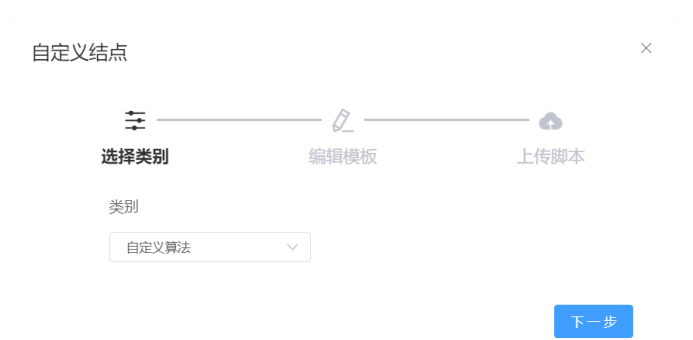 自定义结点
选择类别 编辑模板 上传脚本
类别
自定义算法
下一步